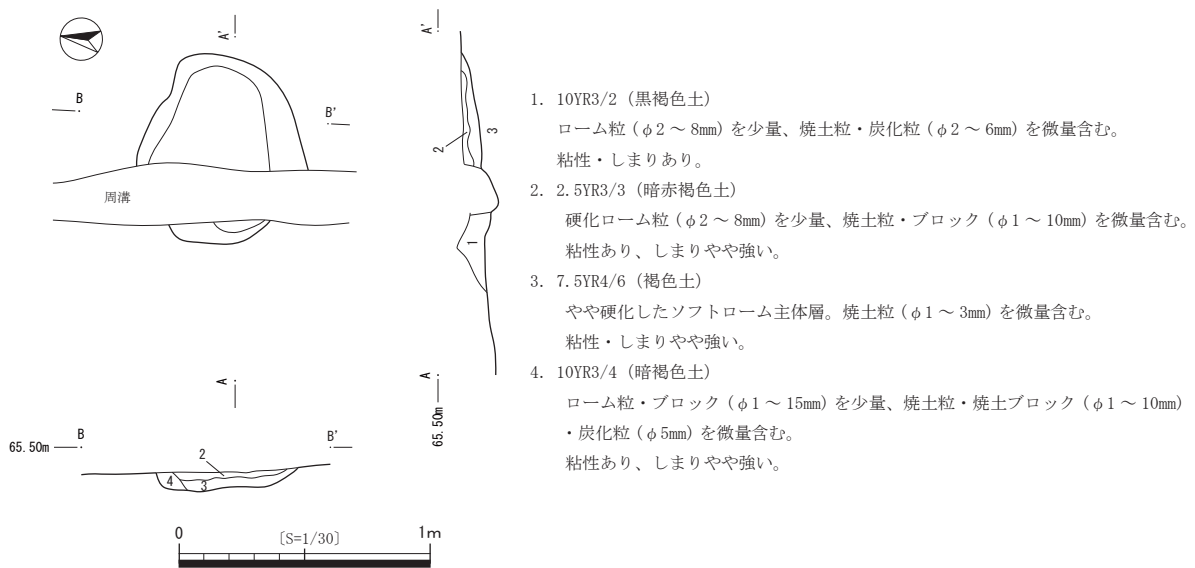 A'
A'
B
B'
周溝
2
3
1
A
A
65.50m
65.50m
B
B'
2
4
3
0
〔S=1/30〕
1m
1. 10YR3/2（黒褐色土）
ローム粒（φ2～8mm）を少量、焼土粒・炭化粒（φ2～6mm）を微量含む。
粘性・しまりあり。
2. 2.5YR3/3（暗赤褐色土）
硬化ローム粒（φ2～8mm）を少量、焼土粒・ブロック（φ1～10mm）を微量含む。
粘性あり、しまりやや強い。
3. 7.5YR4/6（褐色土）
やや硬化したソフトローム主体層。焼土粒（φ1～3mm）を微量含む。
粘性・しまりやや強い。
4. 10YR3/4（暗褐色土）
ローム粒・ブロック（φ1～15mm）を少量、焼土粒・焼土ブロック（φ1～10mm）
・炭化粒（φ5mm）を微量含む。
粘性あり、しまりやや強い。